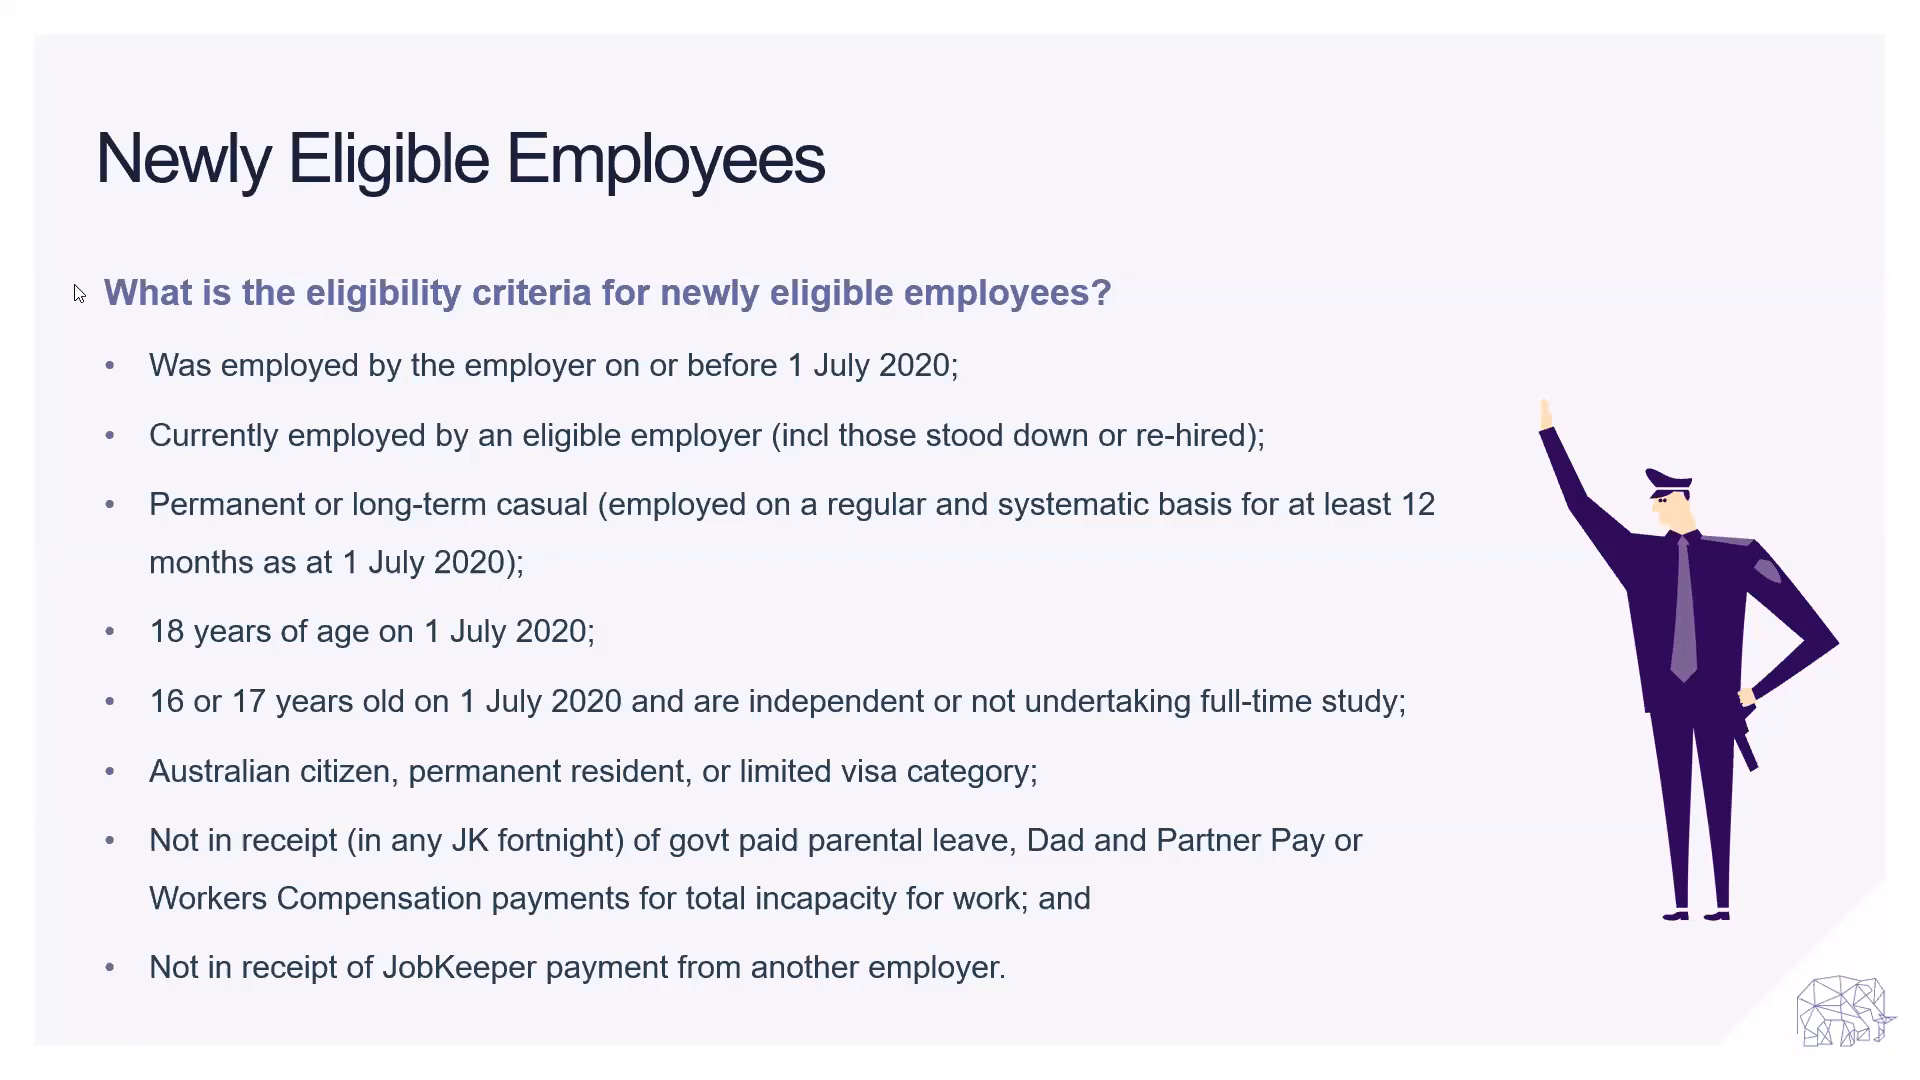 Newly Eligible Employees
What is the eligibility criteria for newly eligible employees?
• Was employed by the employer on or before 1 July 2020;
• Currently employed by an eligible employer (incl those stood down or re-hired);
• Permanent or long-term casual (employed on a regular and systematic basis for at least 12
months as at 1 July 2020);
• 18 years of age on 1 July 2020;
• 16 or 17 years old on 1 July 2020 and are independent or not undertaking full-time study;
• Australian citizen, permanent resident, or limited visa category;
• Not in receipt (in any JK fortnight) of govt paid parental leave, Dad and Partner Pay or
Workers Compensation payments for total incapacity for work; and
• Not in receipt of JobKeeper payment from another employer.